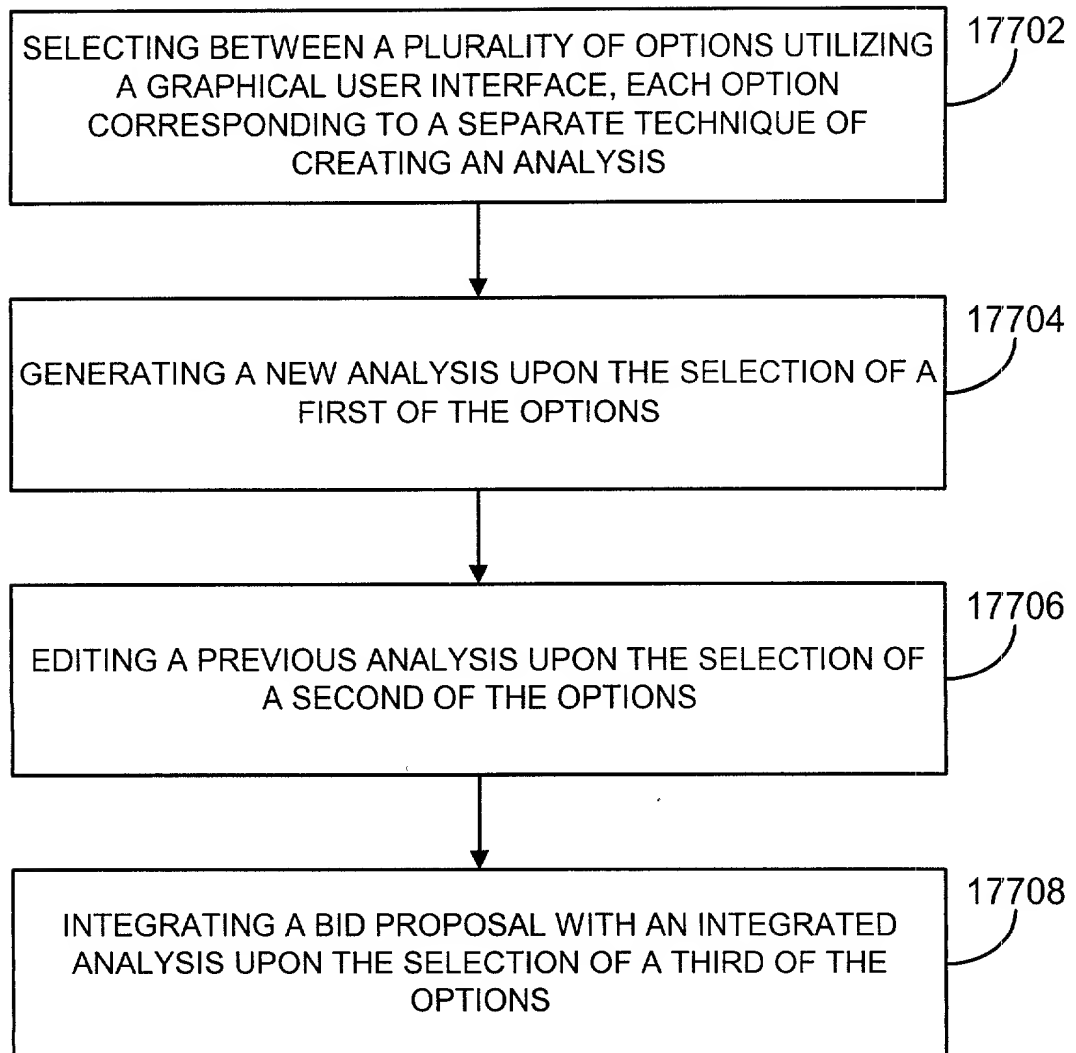 SELECTING BETWEEN A PLURALITY OF OPTIONS UTILIZING
A GRAPHICAL USER INTERFACE, EACH OPTION
CORRESPONDING TO A SEPARATE TECHNIQUE OF
CREATING AN ANALYSIS
17702
GENERATING A NEW ANALYSIS UPON THE SELECTION OF A
FIRST OF THE OPTIONS
17704
EDITING A PREVIOUS ANALYSIS UPON THE SELECTION OF
A SECOND OF THE OPTIONS
17706
INTEGRATING A BID PROPOSAL WITH AN INTEGRATED
ANALYSIS UPON THE SELECTION OF A THIRD OF THE
OPTIONS
17708